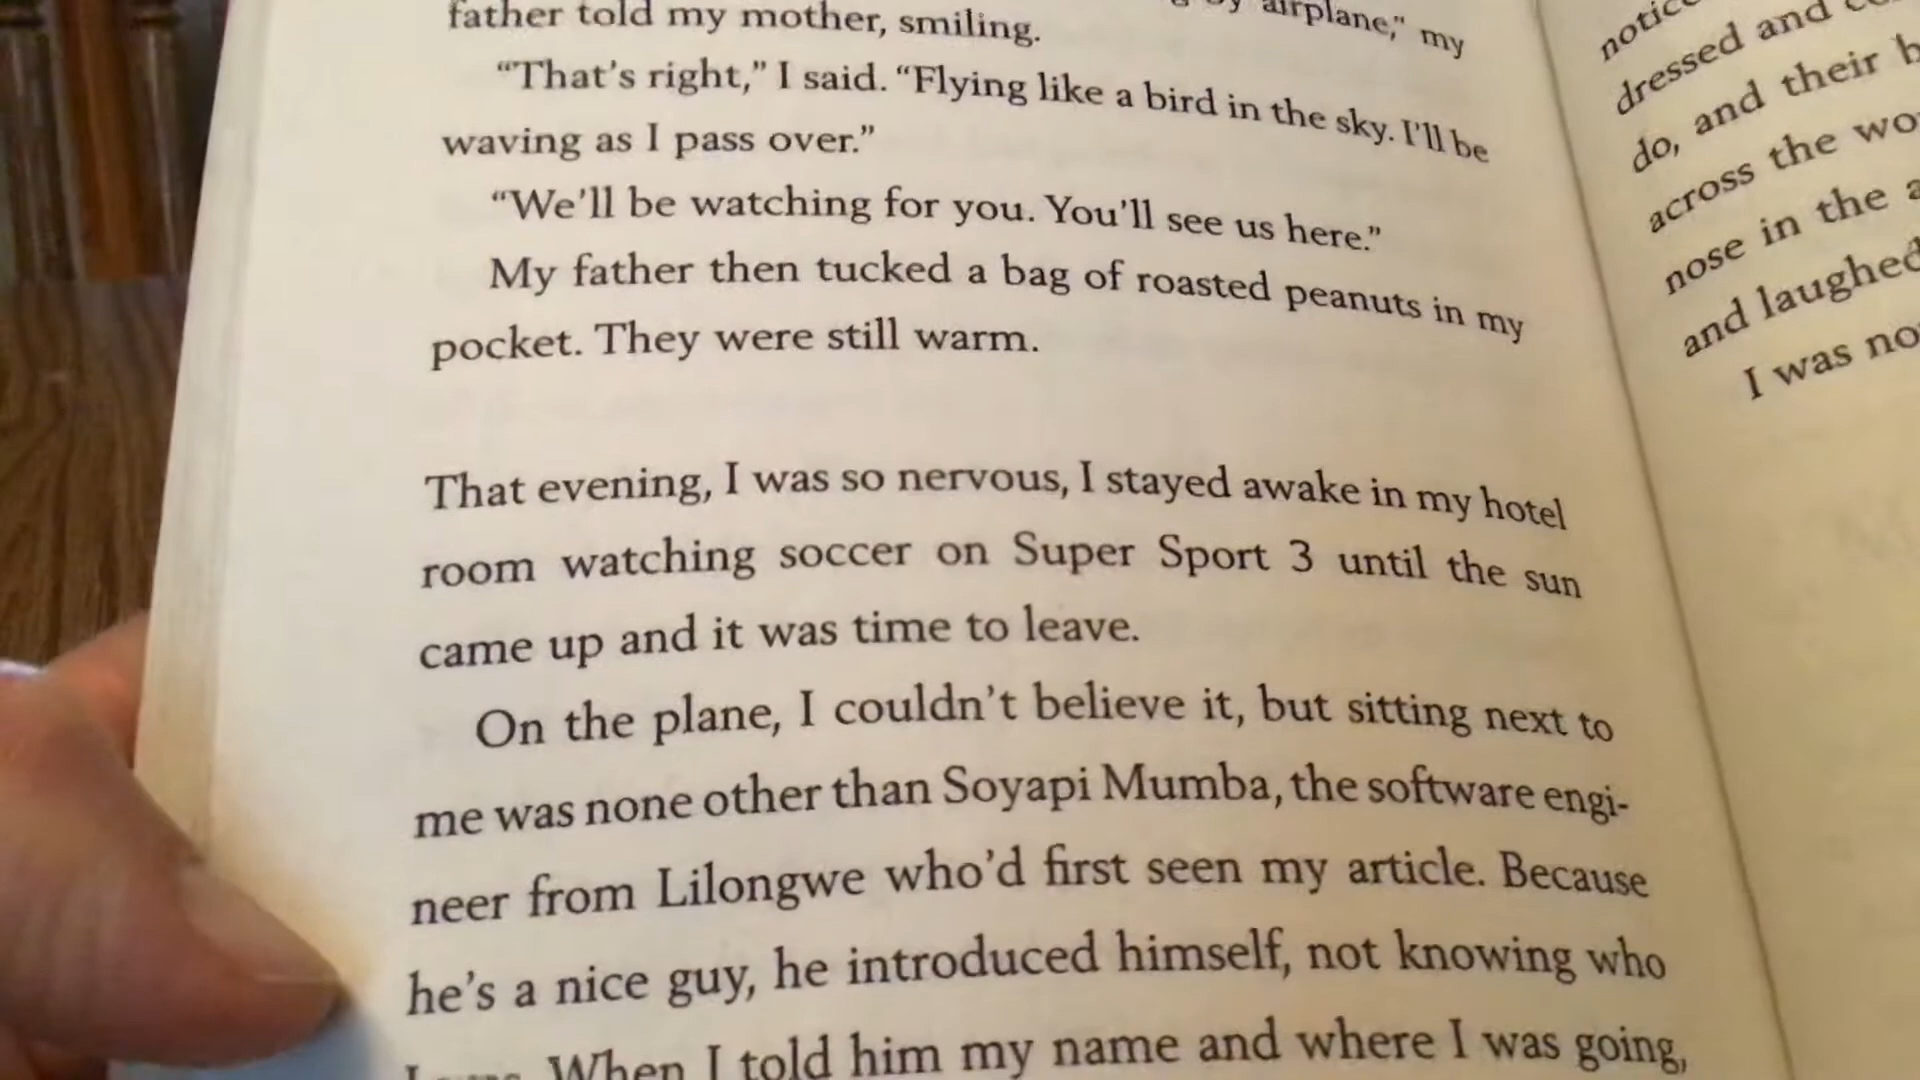 airplane," my
father told my mother, smiling.
"That's right," I said. "Flying like a bird in the sky. I'll be
waving as I pass over."
"We'll be watching for you. You'll see us here."
My father then tucked a bag of roasted peanuts in my
pocket. They were still warm.
That evening, I was so nervous, I stayed awake in my hotel
room watching soccer on Super Sport 3 until the sun
came up and it was time to leave.
On the plane, I couldn't believe it, but sitting next to
me was none other than Soyapi Mumba, the software engi-
neer from Lilongwe who'd first seen my article. Because
he's a nice guy, he introduced himself, not knowing who
When I told him my name and where I was going,
dressed and
do, and their
across the
nose in the
and laughed
I was